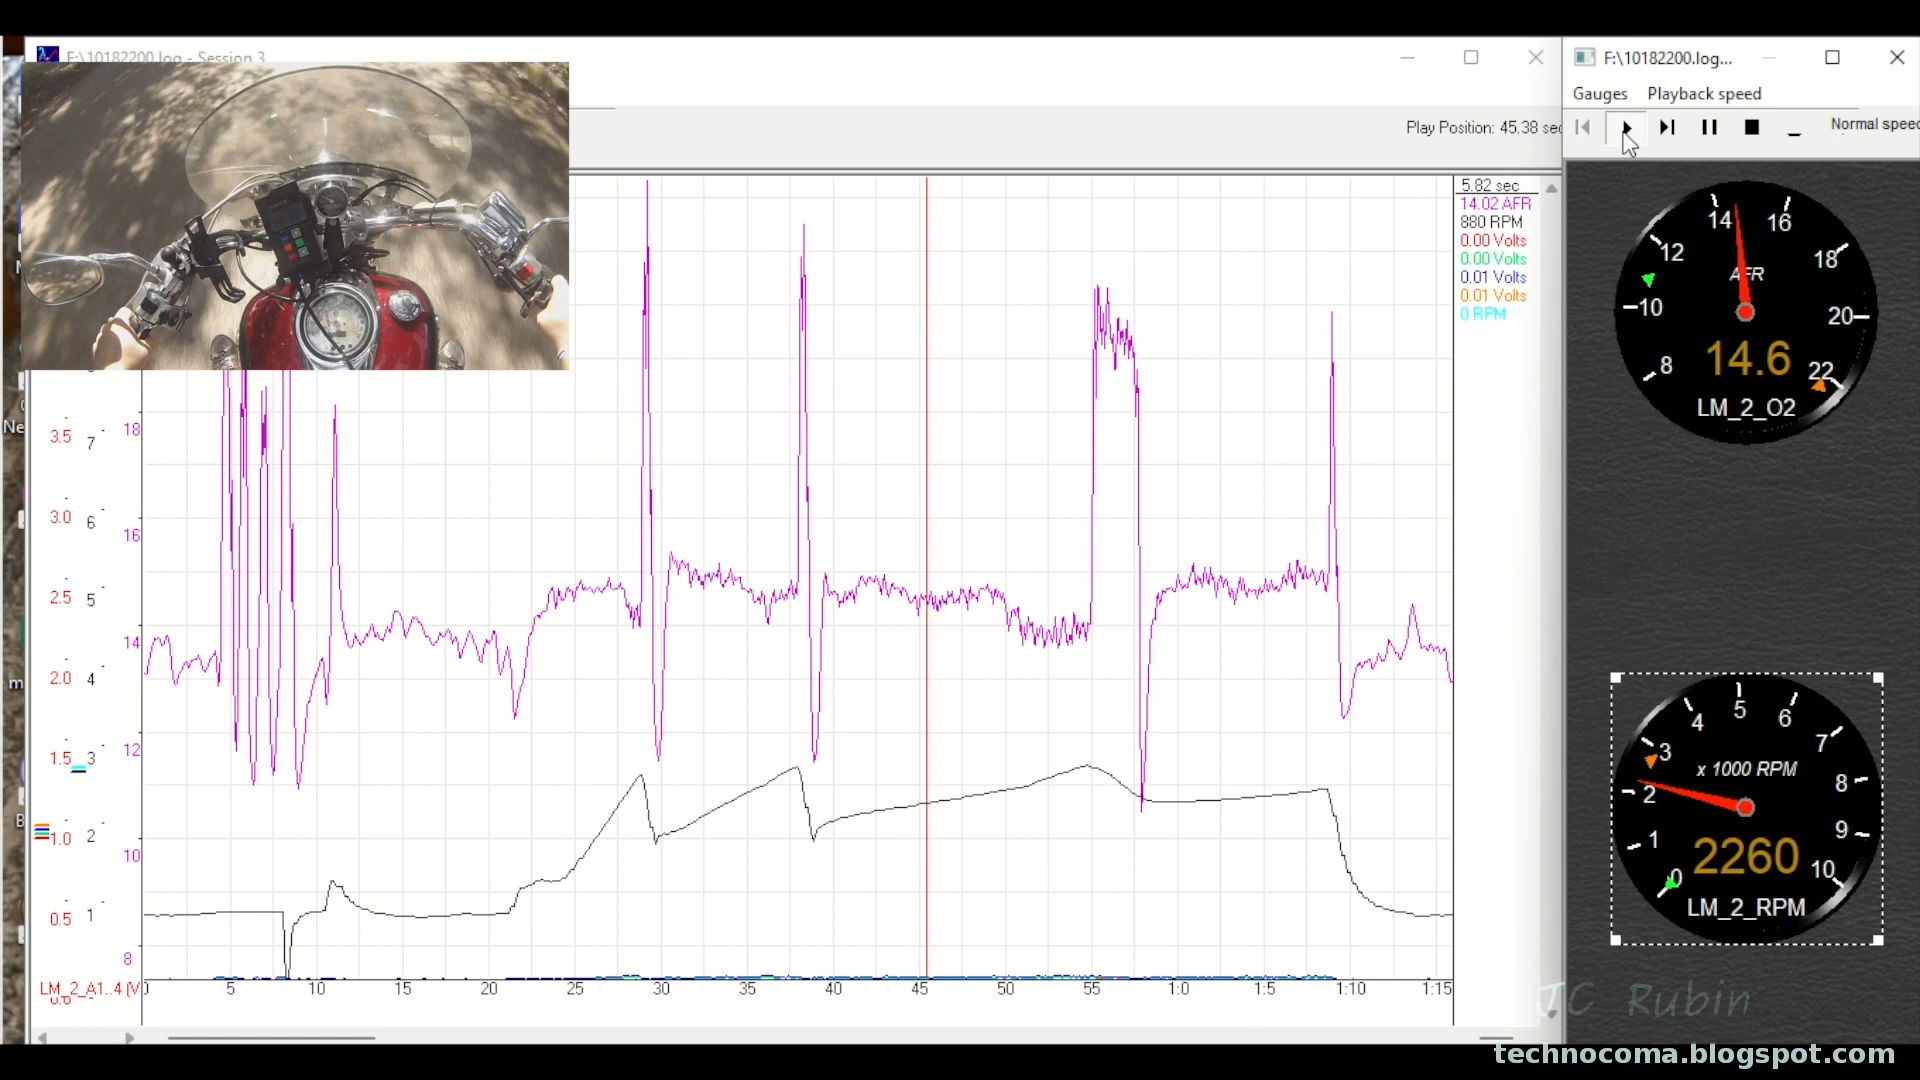 F:\10182200.log - Session 3
F:\10182200.log...
Gauges Playback speed
Normal speed
Play Position: 45.38 sec
5.82 sec
14.02 AFR
880 RPM
0.00 Volts
0.00 Volts
0.01 Volts
0.01 Volts
0 RPM
8 10 12 14 16 18 20 22
AFR
14.6
LM_2_O2
0 1 2 3 4 5 6 7 8 9 10
x 1000 RPM
2260
LM_2_RPM
3.5 7 18
3.0 6 16
2.5 5
14
2.0 4
1.5 3 12
1.0 2 10
0.5 1
8
LM_2_A1..4 (V
0.0
5 10 15 20 25 30 35 40 45 50 55 1:0 1:5 1:10 1:15
Ne
JC Rubin
technocoma.blogspot.com